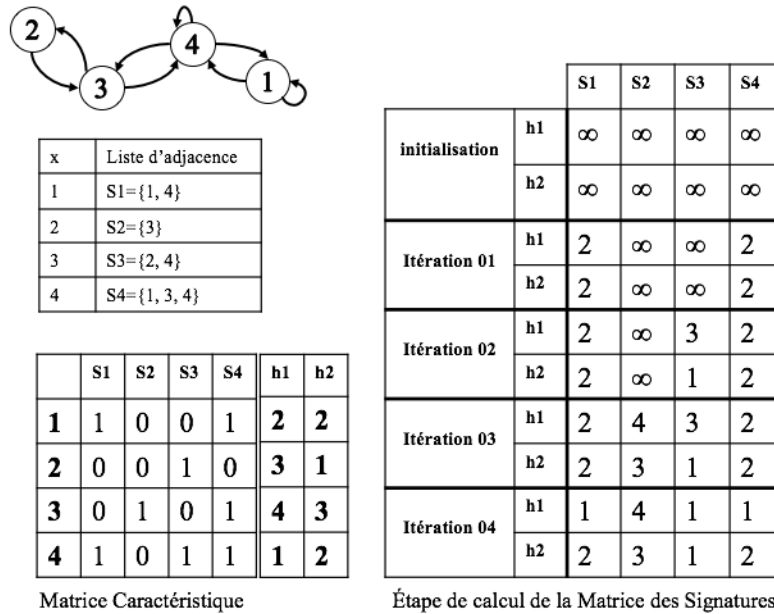 2
3
4
1
x Liste d'adjacence
1 S1={1, 4}
2 S2={3}
3 S3={2, 4}
4 S4={1, 3, 4}
S1 S2 S3 S4 h1 h2
1 1 0 0 1 2 2
2 0 0 1 0 3 1
3 0 1 0 1 4 3
4 1 0 1 1 1 2
Matrice Caractéristique
S1 S2 S3 S4
initialisation h1 ∞ ∞ ∞ ∞
h2 ∞ ∞ ∞ ∞
Itération 01 h1 2 ∞ ∞ 2
h2 2 ∞ ∞ 2
Itération 02 h1 2 ∞ 3 2
h2 2 ∞ 1 2
Itération 03 h1 2 4 3 2
h2 2 3 1 2
Itération 04 h1 1 4 1 1
h2 2 3 1 2
Étape de calcul de la Matrice des Signatures